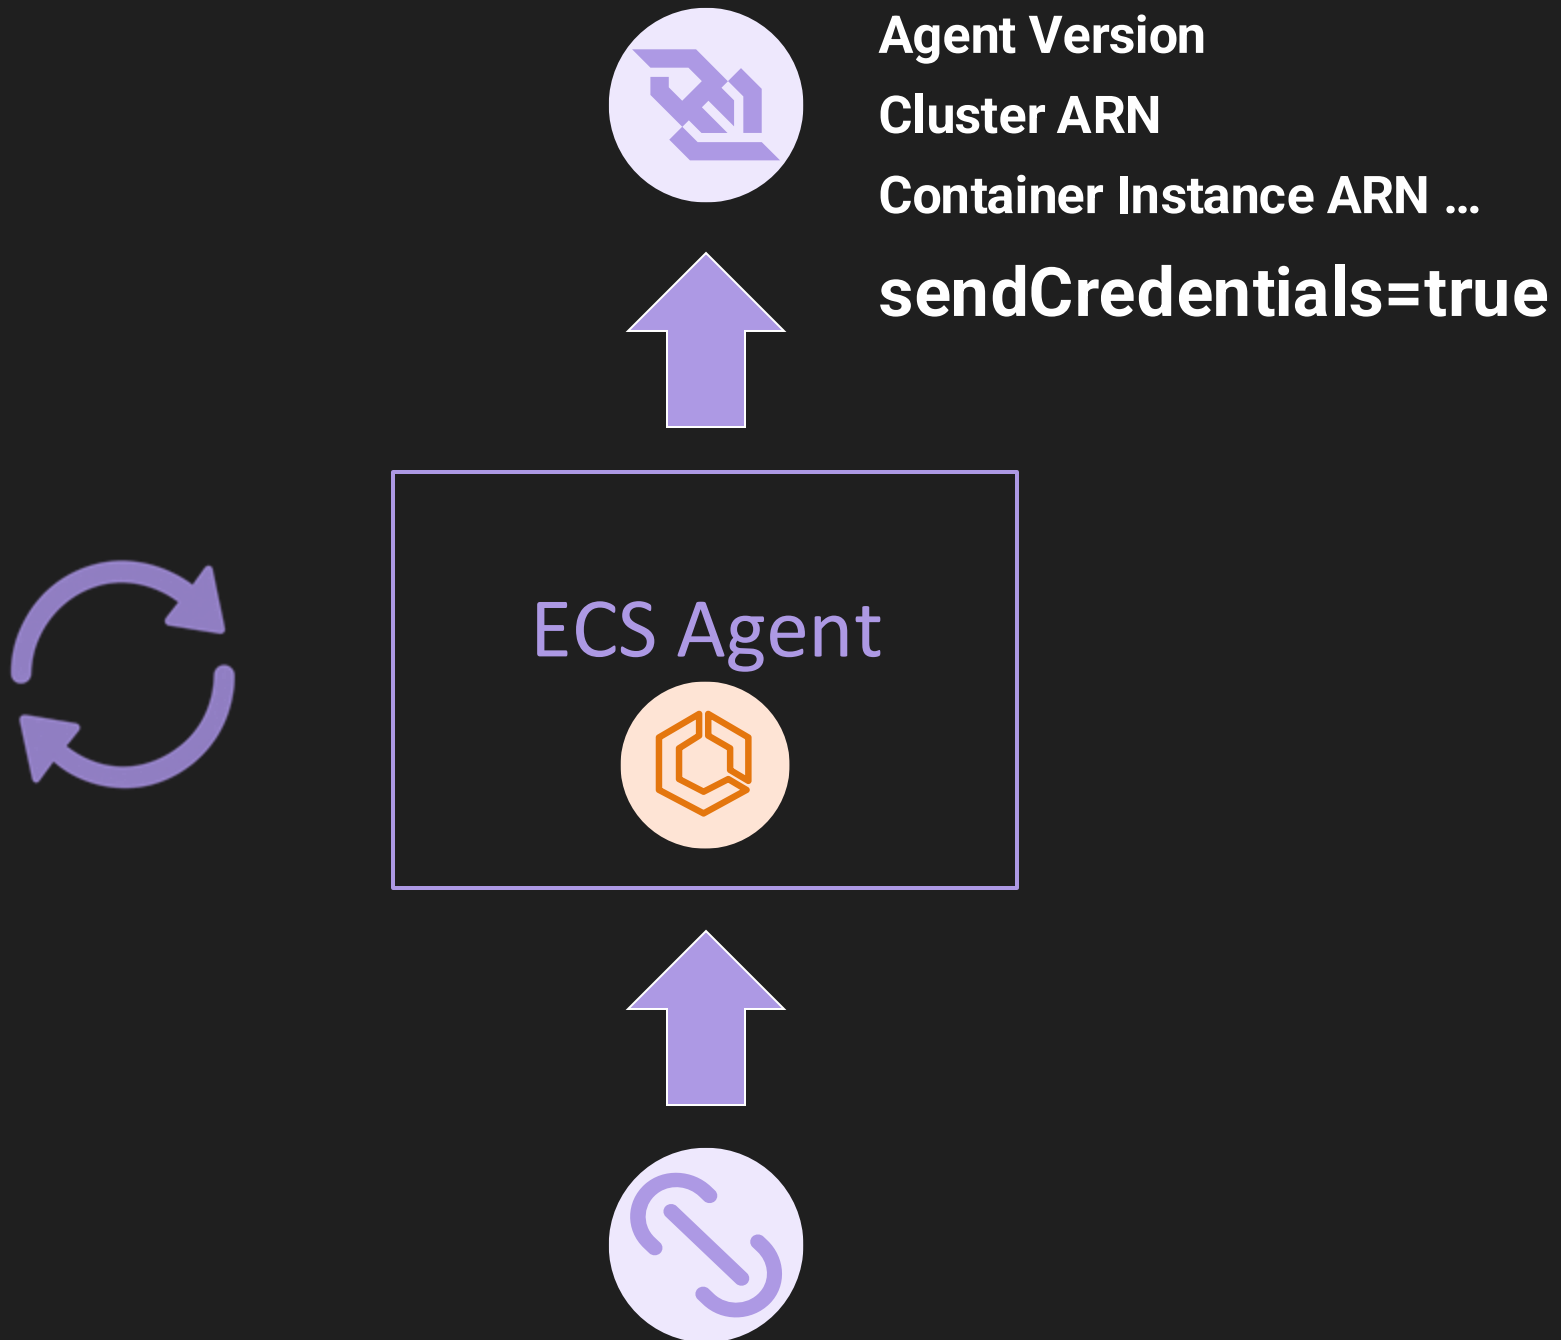 Agent Version
Cluster ARN
Container Instance ARN ...
sendCredentials=true
ECS Agent